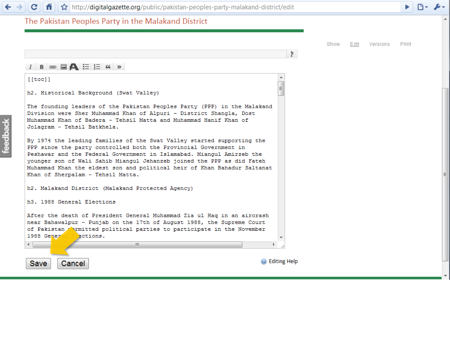 http://digitalgazette.org/public/pakistan-peoples-party-malakand-district/edit
The Pakistan Peoples Party in the Malakand District
Show Edit Versions Print
?
I B A “ »
[[toc]]
h2. Historical Background (Swat Valley)
The founding leaders of the Pakistan Peoples Party (PPP) in the Malakand
Division were Sher Muhammad Khan of Alpuri - District Shangla, Dost
Muhammad Khan of Badera - Tehsil Matta and Muhammad Hanif Khan of
Jolagram - Tehsil Batkhela.
By 1974 the leading families of the Swat Valley started supporting the
PPP since the party controlled both the Provincial Government in
Peshawar and the Federal Government in Islamabad. Miangul Amirzeb the
younger son of Wali Sahib Miangul Jehanzeb joined the PPP as did Fateh
Muhammad Khan the eldest son and political heir of Khan Bahadur Saltanat
Khan of Sherpalam - Tehsil Matta.
h2. Malakand District (Malakand Protected Agency)
h3. 1988 General Elections
After the death of President General Muhammad Zia ul Haq in an aircrash
near Bahawalpur - Punjab on the 17th of August 1988, the Supreme Court
of Pakistan permitted political parties to participate in the November
1988 General Elections.
feedback
Save Cancel
Editing Help